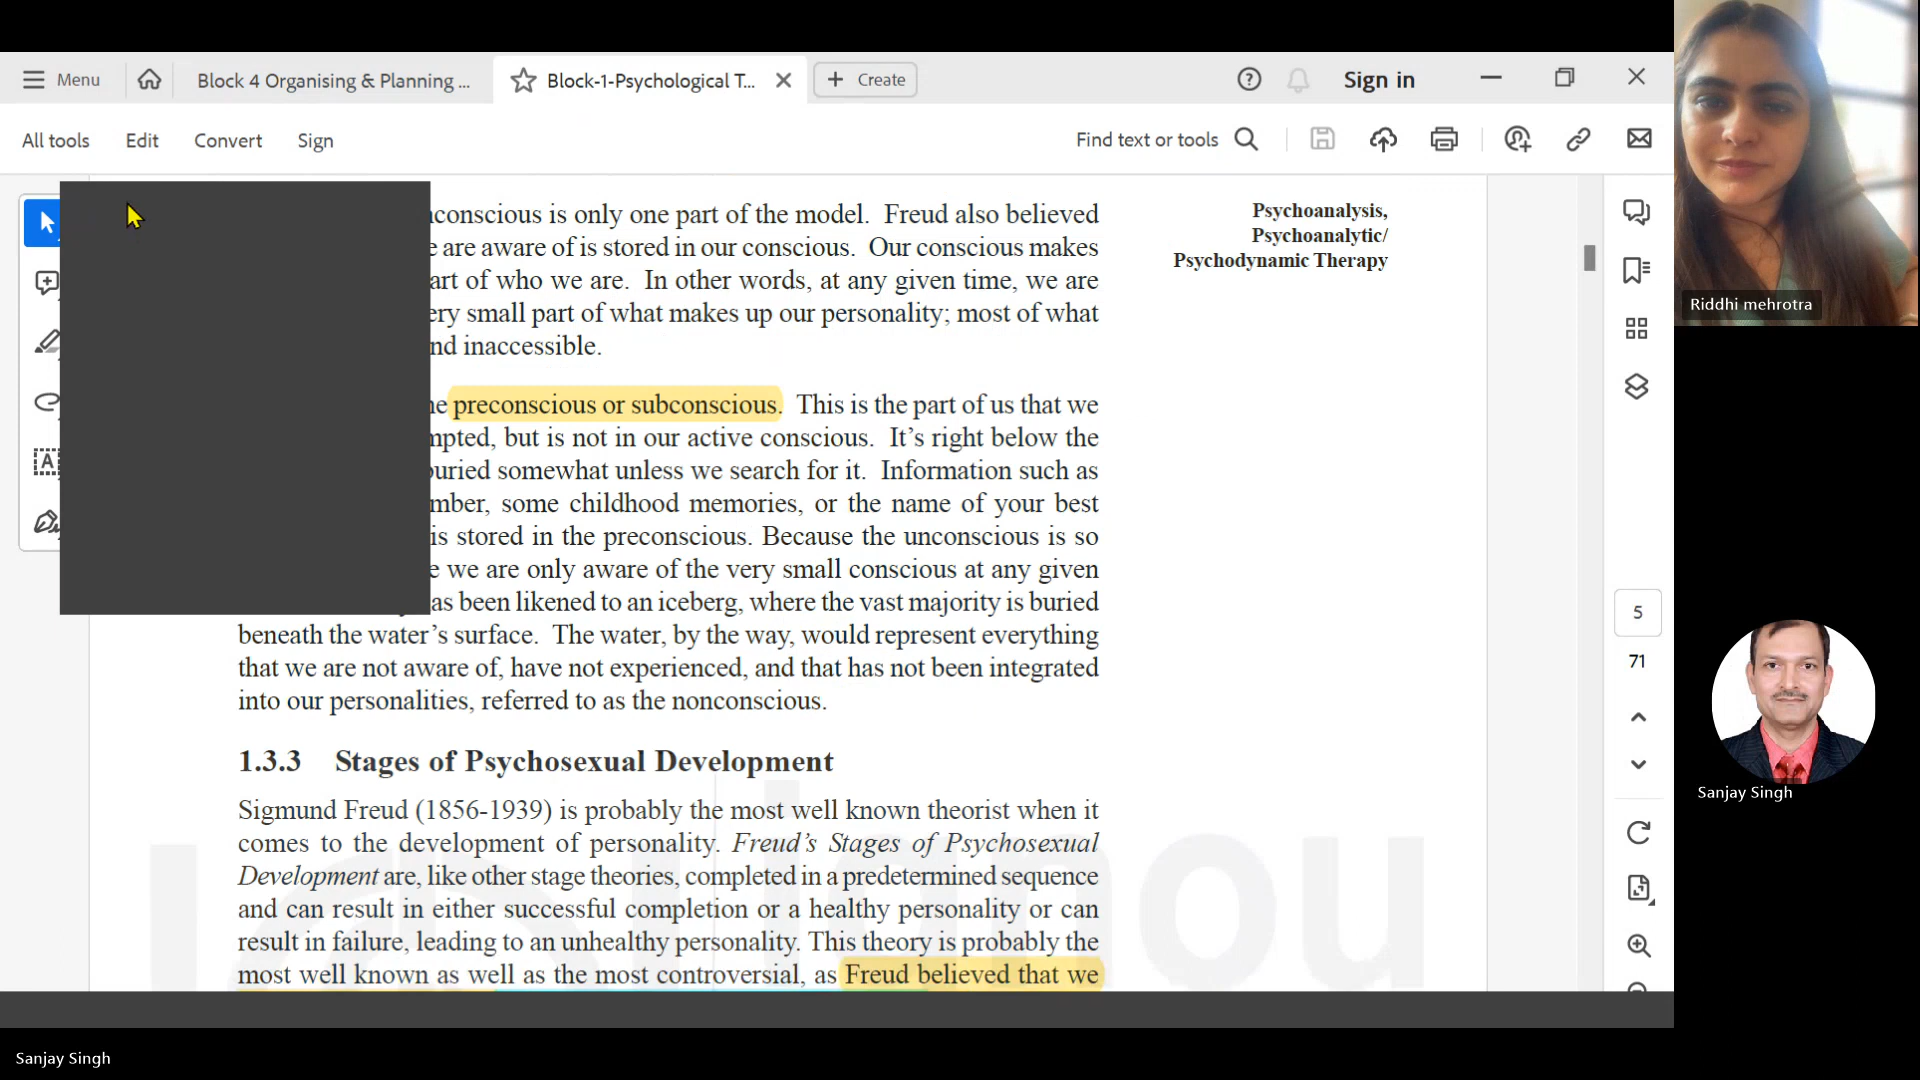 Menu
Block 4 Organising & Planning ...
Block-1-Psychological T...
Create
Sign in
All tools
Edit
Convert
Sign
Find text or tools
nconscious is only one part of the model. Freud also believed
e are aware of is stored in our conscious. Our conscious makes
art of who we are. In other words, at any given time, we are
ery small part of what makes up our personality; most of what
nd inaccessible.
Psychoanalysis,
Psychoanalytic/
Psychodynamic Therapy
Riddhi mehrotra
preconscious or subconscious. This is the part of us that we
mpted, but is not in our active conscious. It's right below the
buried somewhat unless we search for it. Information such as
mber, some childhood memories, or the name of your best
is stored in the preconscious. Because the unconscious is so
e we are only aware of the very small conscious at any given
as been likened to an iceberg, where the vast majority is buried
beneath the water's surface. The water, by the way, would represent everything
that we are not aware of, have not experienced, and that has not been integrated
into our personalities, referred to as the nonconscious.
5
71
1.3.3 Stages of Psychosexual Development
Sigmund Freud (1856-1939) is probably the most well known theorist when it
comes to the development of personality. Freud's Stages of Psychosexual
Development are, like other stage theories, completed in a predetermined sequence
and can result in either successful completion or a healthy personality or can
result in failure, leading to an unhealthy personality. This theory is probably the
most well known as well as the most controversial, as Freud believed that we
ignou
Sanjay Singh
Sanjay Singh